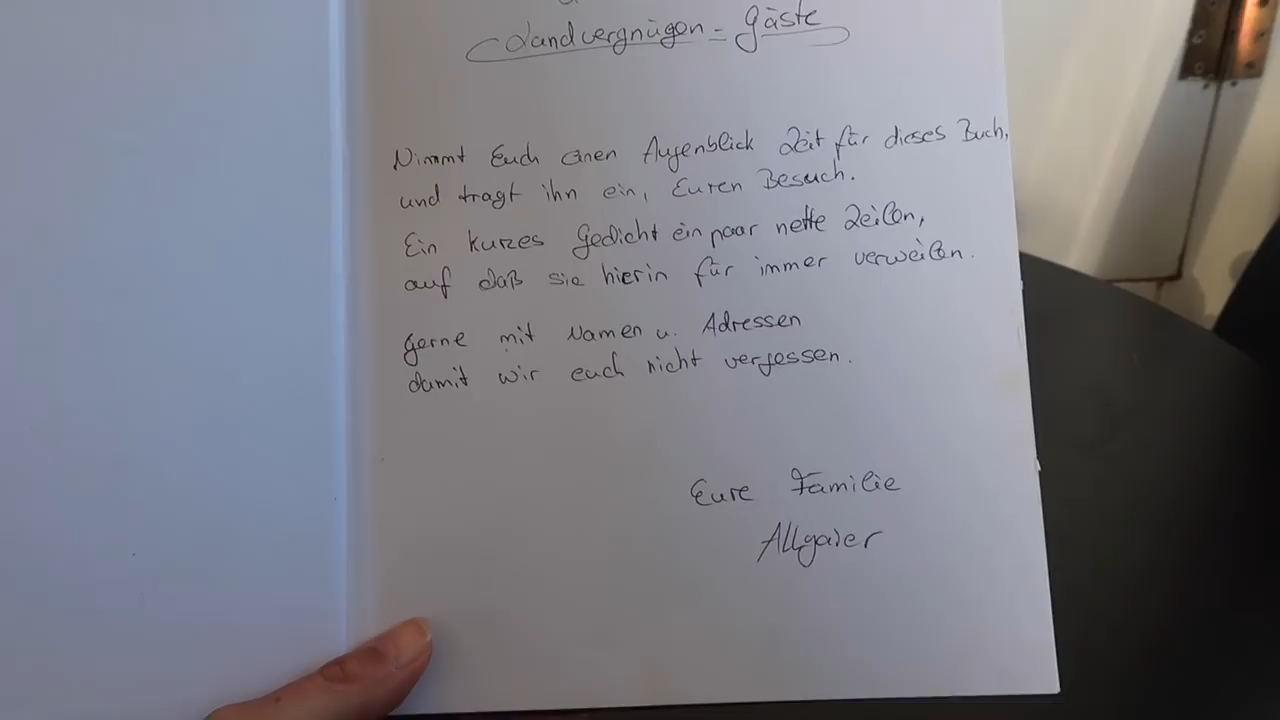 Landvergnügen = Gäste
Nimmt Euch einen Augenblick Zeit für dieses Buch,
und tragt ihn ein, Euren Besuch.
Ein kurzes Gedicht ein paar nette Zeilen,
auf daß sie hierin für immer verweilen.
Gerne mit Namen u. Adressen
damit wir euch nicht vergessen.
Eure Familie
Allgaier